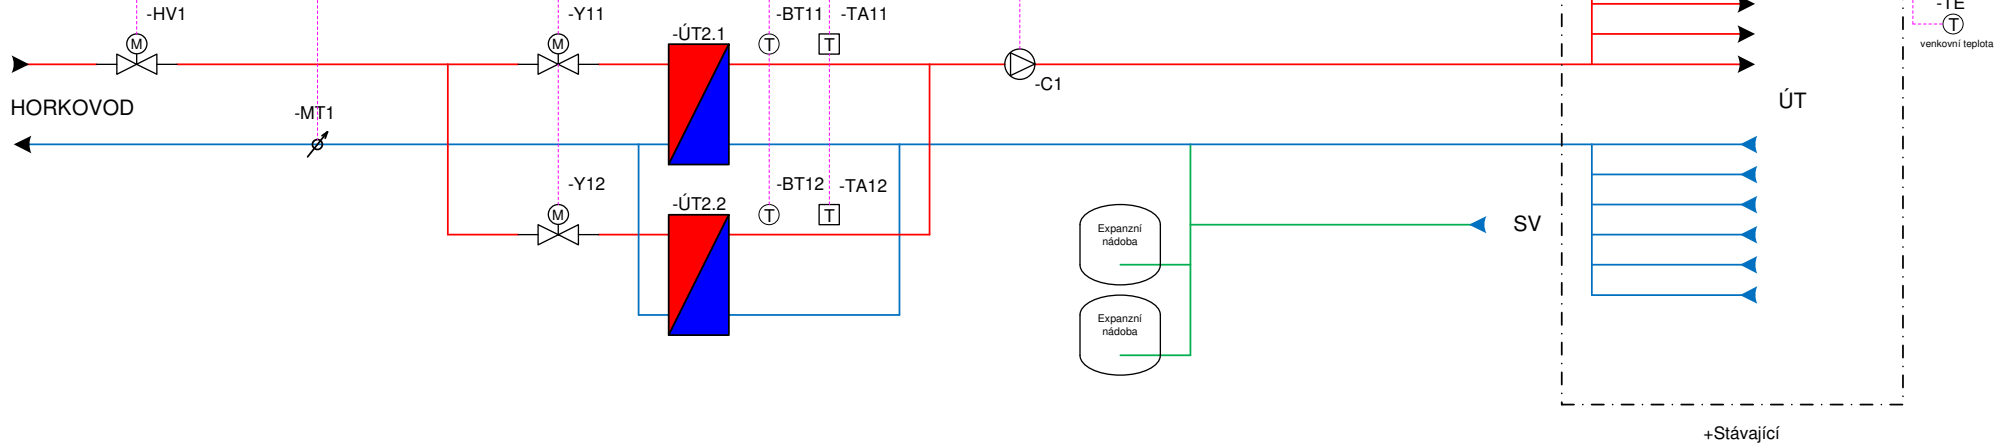 -HV1
-Y11
-BT11
-TA11
-TE
M
M
-ÚT2.1
T
T
T
venkovní teplota
-C1
HORKOVOD
-MT1
ÚT
-Y12
-BT12
-TA12
M
-ÚT2.2
T
T
Expanzní
nádoba
SV
Expanzní
nádoba
+Stávající